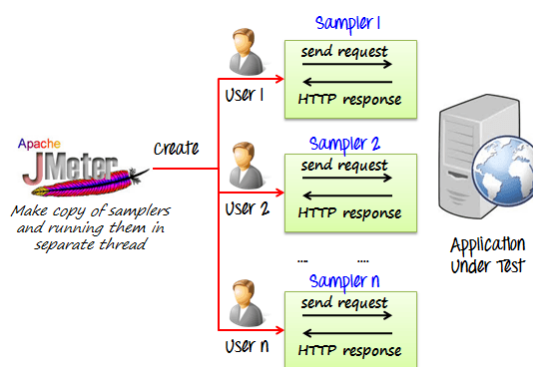 Apache
JMeter
Make copy of samplers
and running them in
separate thread
create
User 1
Sampler 1
send request
HTTP response
User 2
Sampler 2
send request
HTTP response
.... ....
User n
Sampler n
send request
HTTP response
Application
Under Test